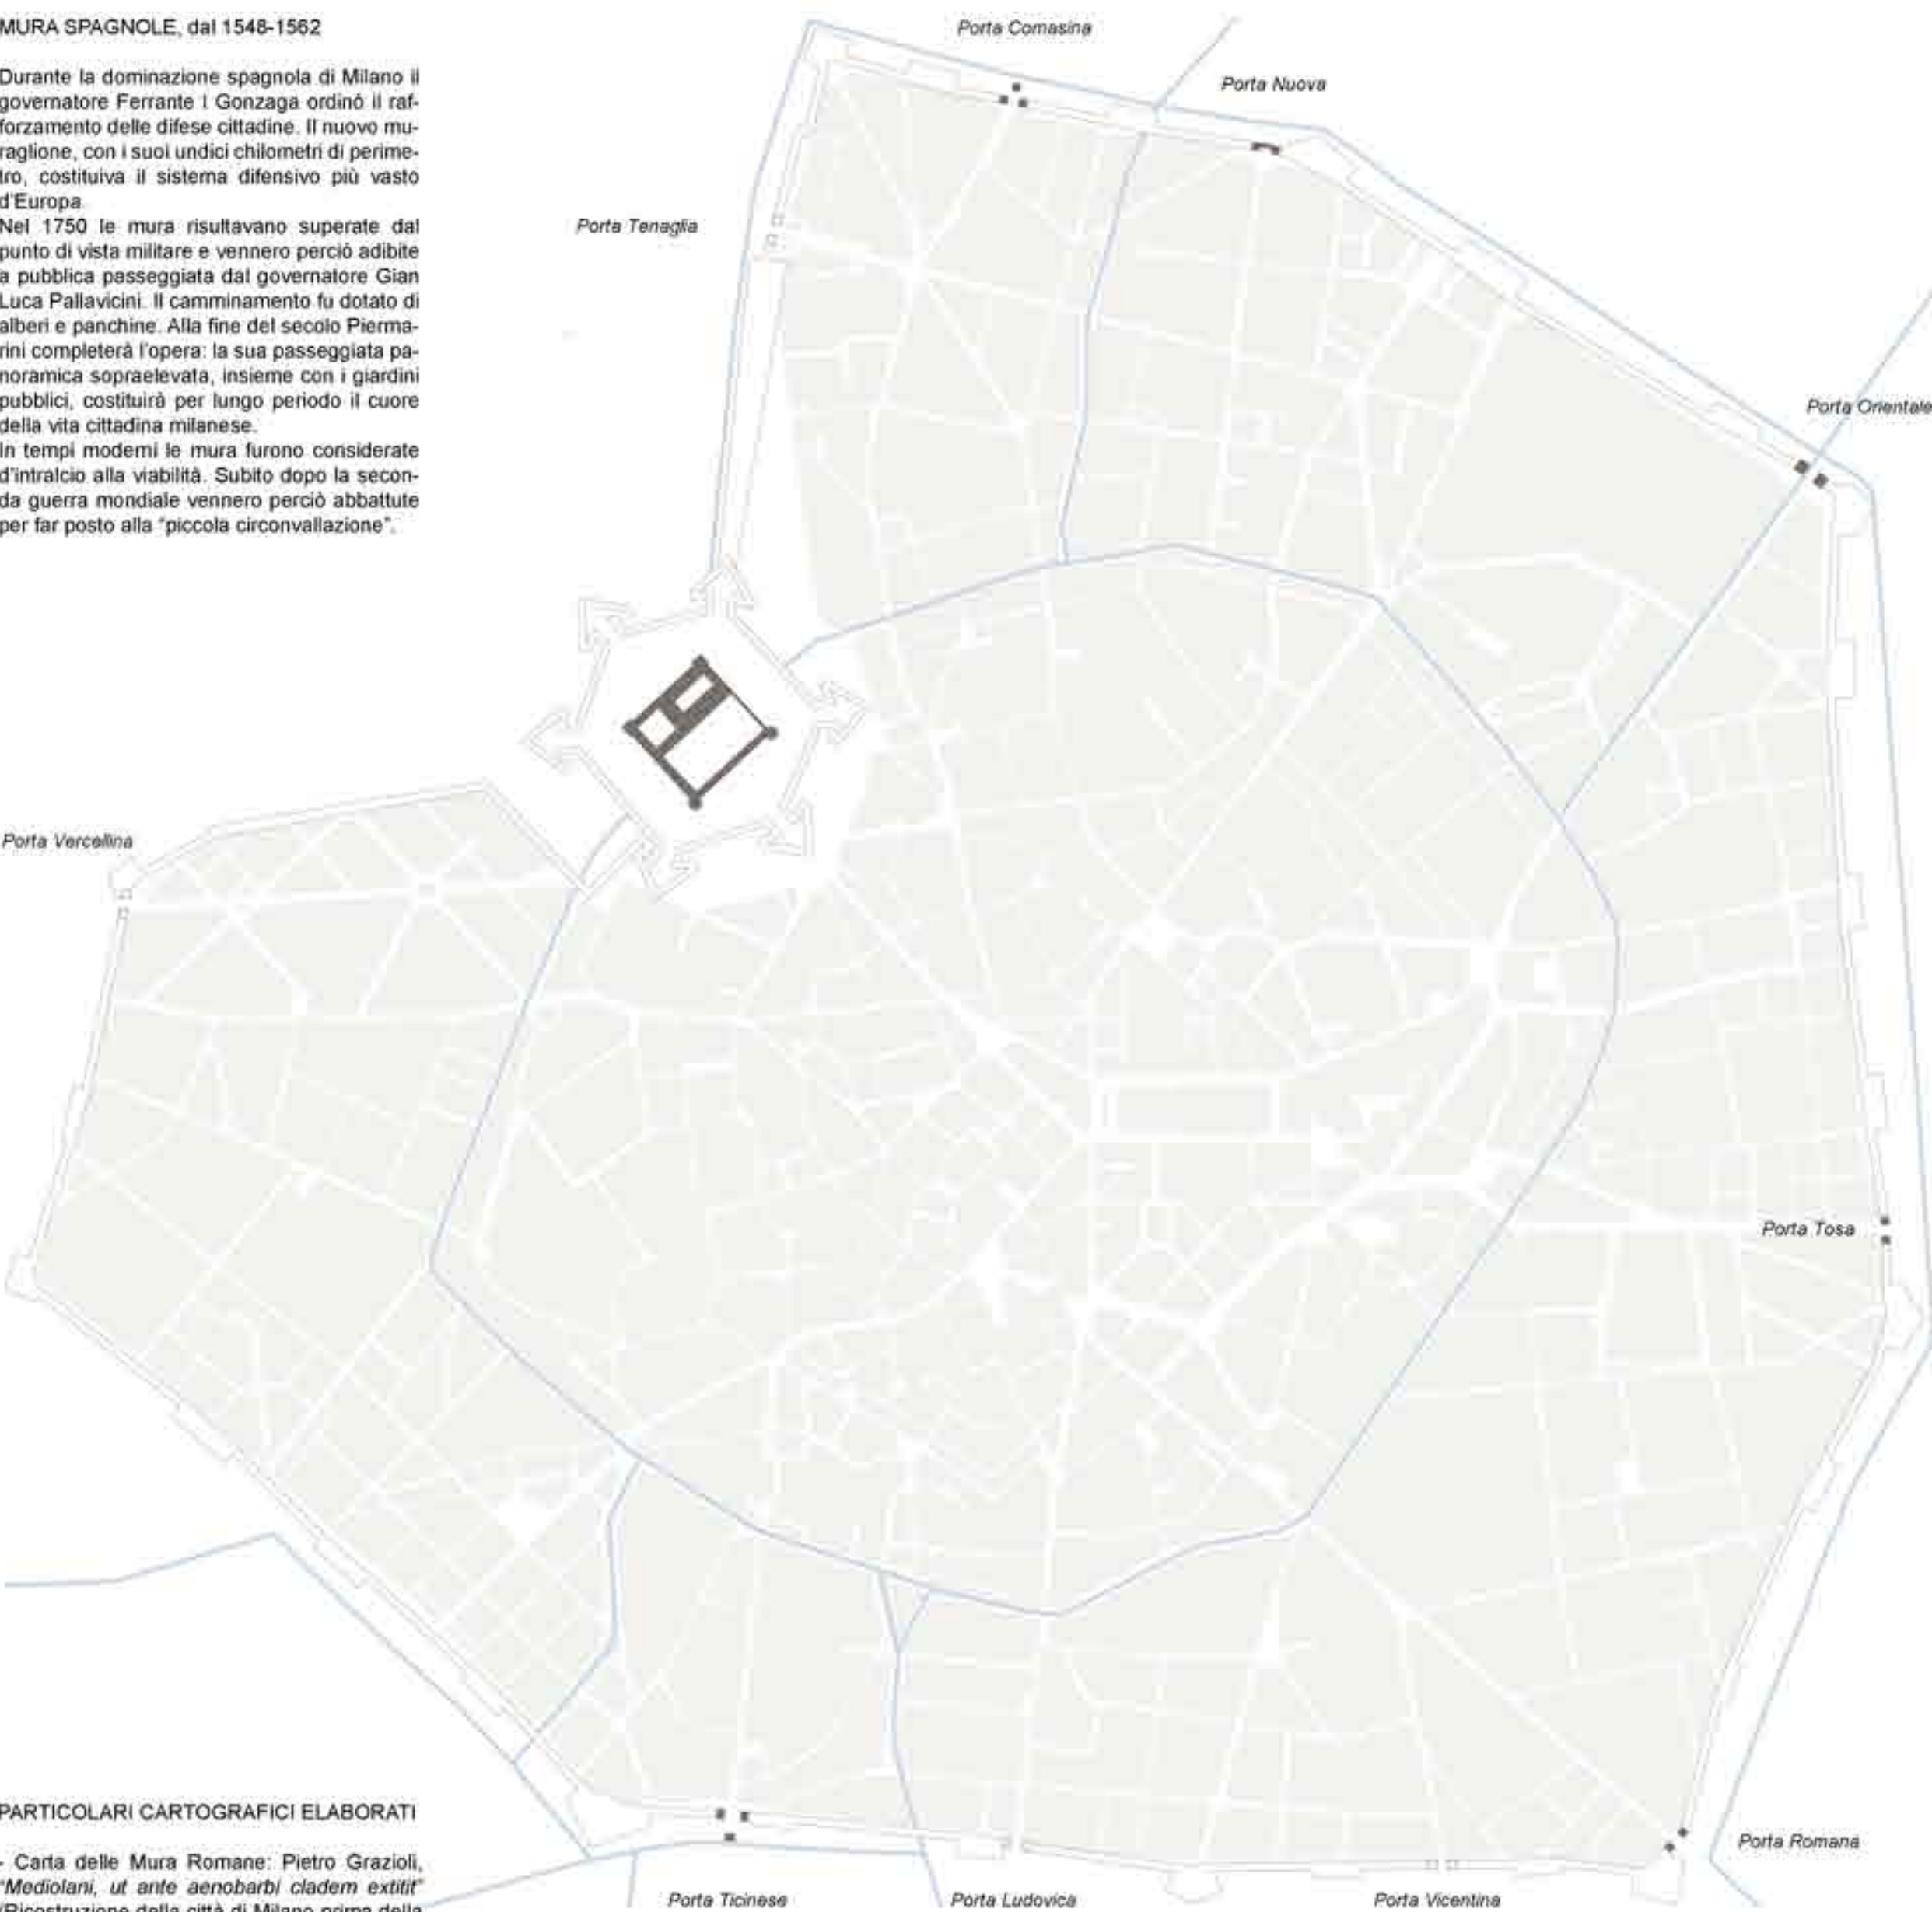 MURA SPAGNOLE, dal 1548-1562
Durante la dominazione spagnola di Milano il
governatore Ferrante I Gonzaga ordinò il raf-
forzamento delle difese cittadine. Il nuovo mu-
raglione, con i suoi undici chilometri di perime-
tro, costituiva il sistema difensivo più vasto
d'Europa
Nel 1750 le mura risultavano superate dal
punto di vista militare e vennero perciò adibite
a pubblica passeggiata dal governatore Gian
Luca Pallavicini. Il camminamento fu dotato di
alberi e panchine. Alla fine del secolo Pierma-
rini completerà l'opera: la sua passeggiata pa-
noramica sopraelevata, insieme con i giardini
pubblici, costituirà per lungo periodo il cuore
della vita cittadina milanese.
In tempi moderni le mura furono considerate
d'intralcio alla viabilità. Subito dopo la secon-
da guerra mondiale vennero perciò abbattute
per far posto alla "piccola circonvallazione".
Porta Comasina
Porta Nuova
Porta Tenaglia
Porta Orientale
Porta Vercellina
Porta Tosa
Porta Romana
Porta Ticinese
Porta Ludovica
Porta Vicentina
PARTICOLARI CARTOGRAFICI ELABORATI
- Carta delle Mura Romane: Pietro Grazioli,
"Mediolani, ut ante aenobarbi cladem extitit"
(Ricostruzione della città di Milano prima della